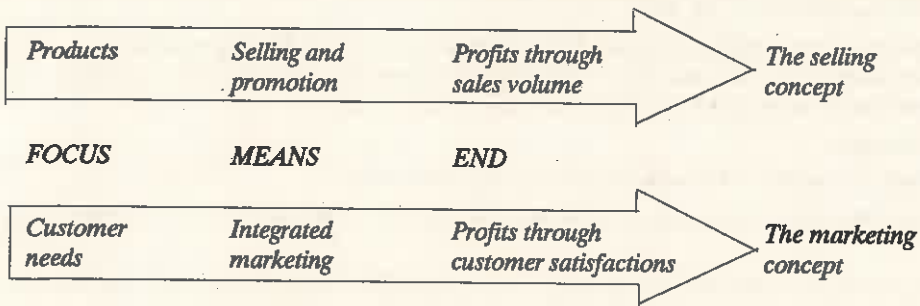 Products Selling and Profits through The selling
promotion sales volume concept
FOCUS MEANS END
Customer Integrated Profits through The marketing
needs marketing customer satisfactions concept